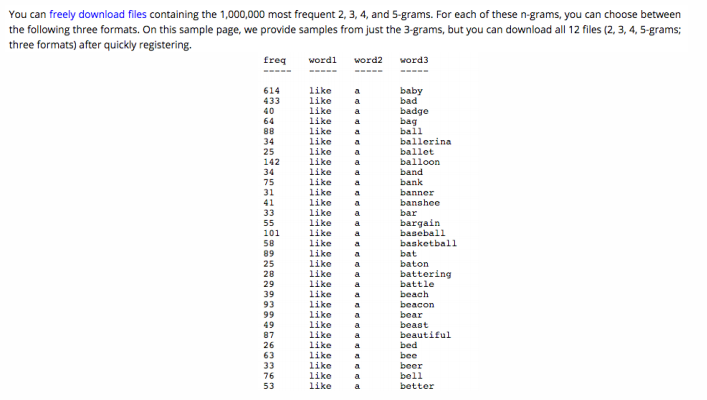 You can freely download files containing the 1,000,000 most frequent 2, 3, 4, and 5-grams. For each of these n-grams, you can choose between
the following three formats. On this sample page, we provide samples from just the 3-grams, but you can download all 12 files (2, 3, 4, 5-grams;
three formats) after quickly registering.
freq word1 word2 word3
----- ----- ----- -----
614 like a baby
433 like a bad
40 like a badge
64 like a bag
88 like a ball
34 like a ballerina
25 like a ballet
142 like a balloon
34 like a band
75 like a bank
31 like a banner
41 like a banshee
33 like a bar
55 like a bargain
101 like a baseball
58 like a basketball
89 like a bat
25 like a baton
28 like a battering
29 like a battle
39 like a beach
93 like a beacon
99 like a bear
49 like a beast
87 like a beautiful
26 like a bed
63 like a bee
33 like a beer
76 like a bell
53 like a better